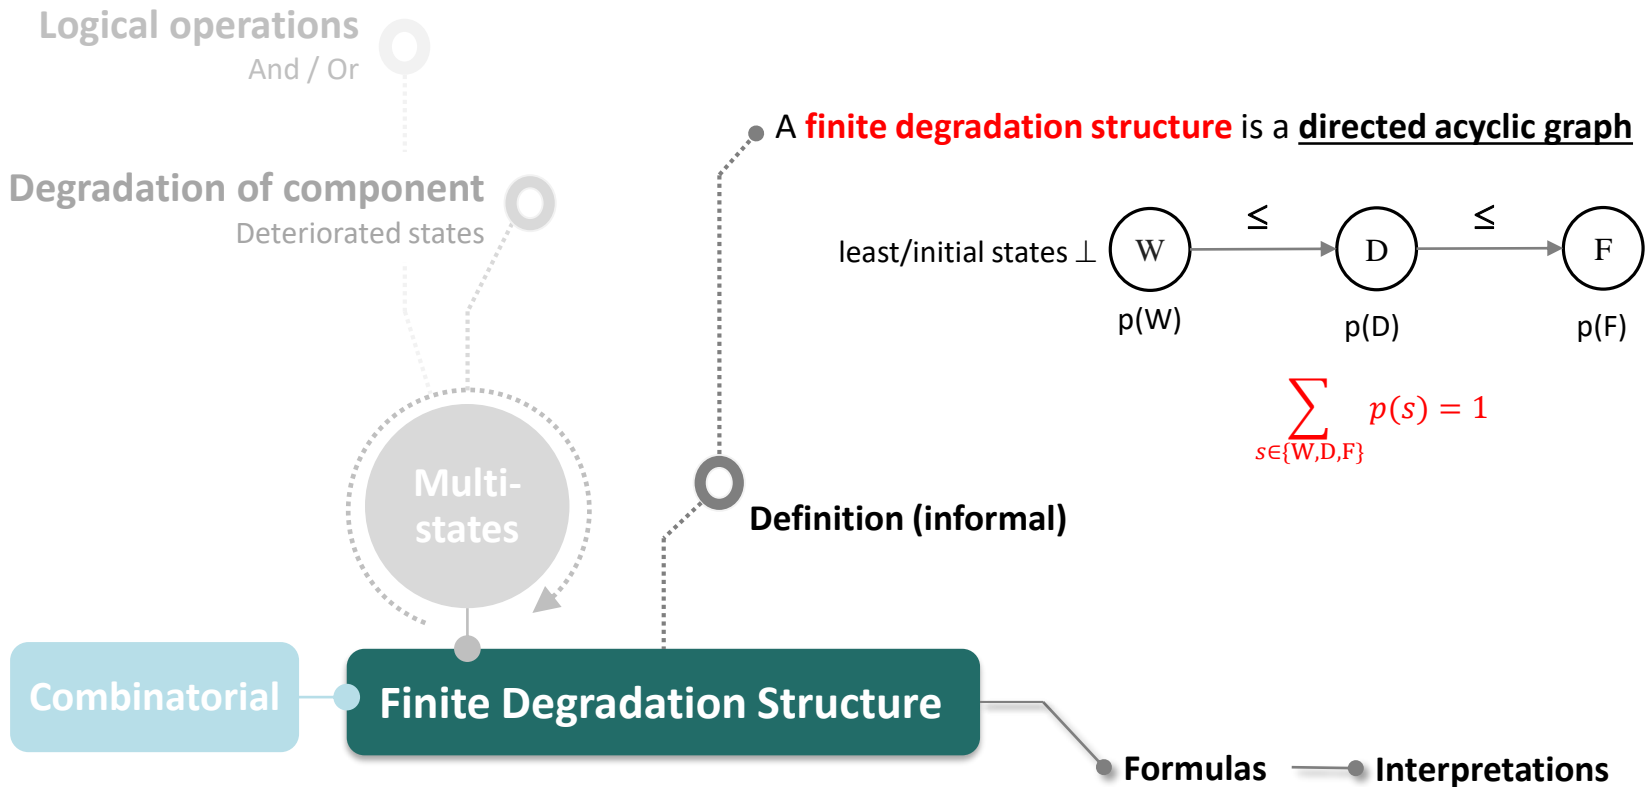 Logical operations
And / Or
Degradation of component
Deteriorated states
A finite degradation structure is a directed acyclic graph
≤ ≤
least/initial states ⊥ W D F
p(W) p(D) p(F)
∑ p(s) = 1
s∈{W,D,F}
Multi-
states
Definition (informal)
Combinatorial
Finite Degradation Structure
Formulas Interpretations